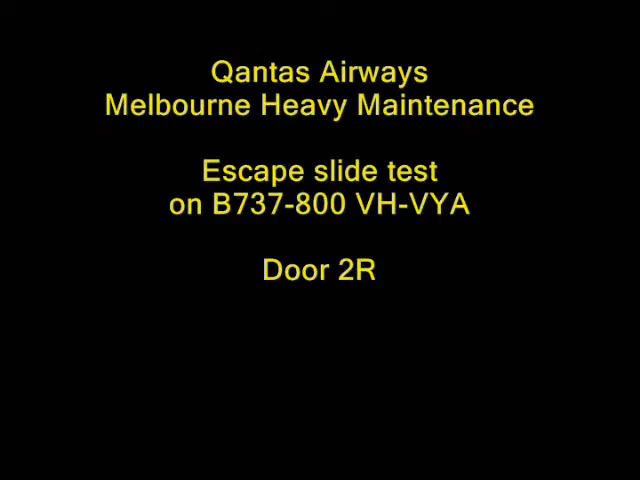 Qantas Airways
Melbourne Heavy Maintenance
Escape slide test
on B737-800 VH-VYA
Door 2R